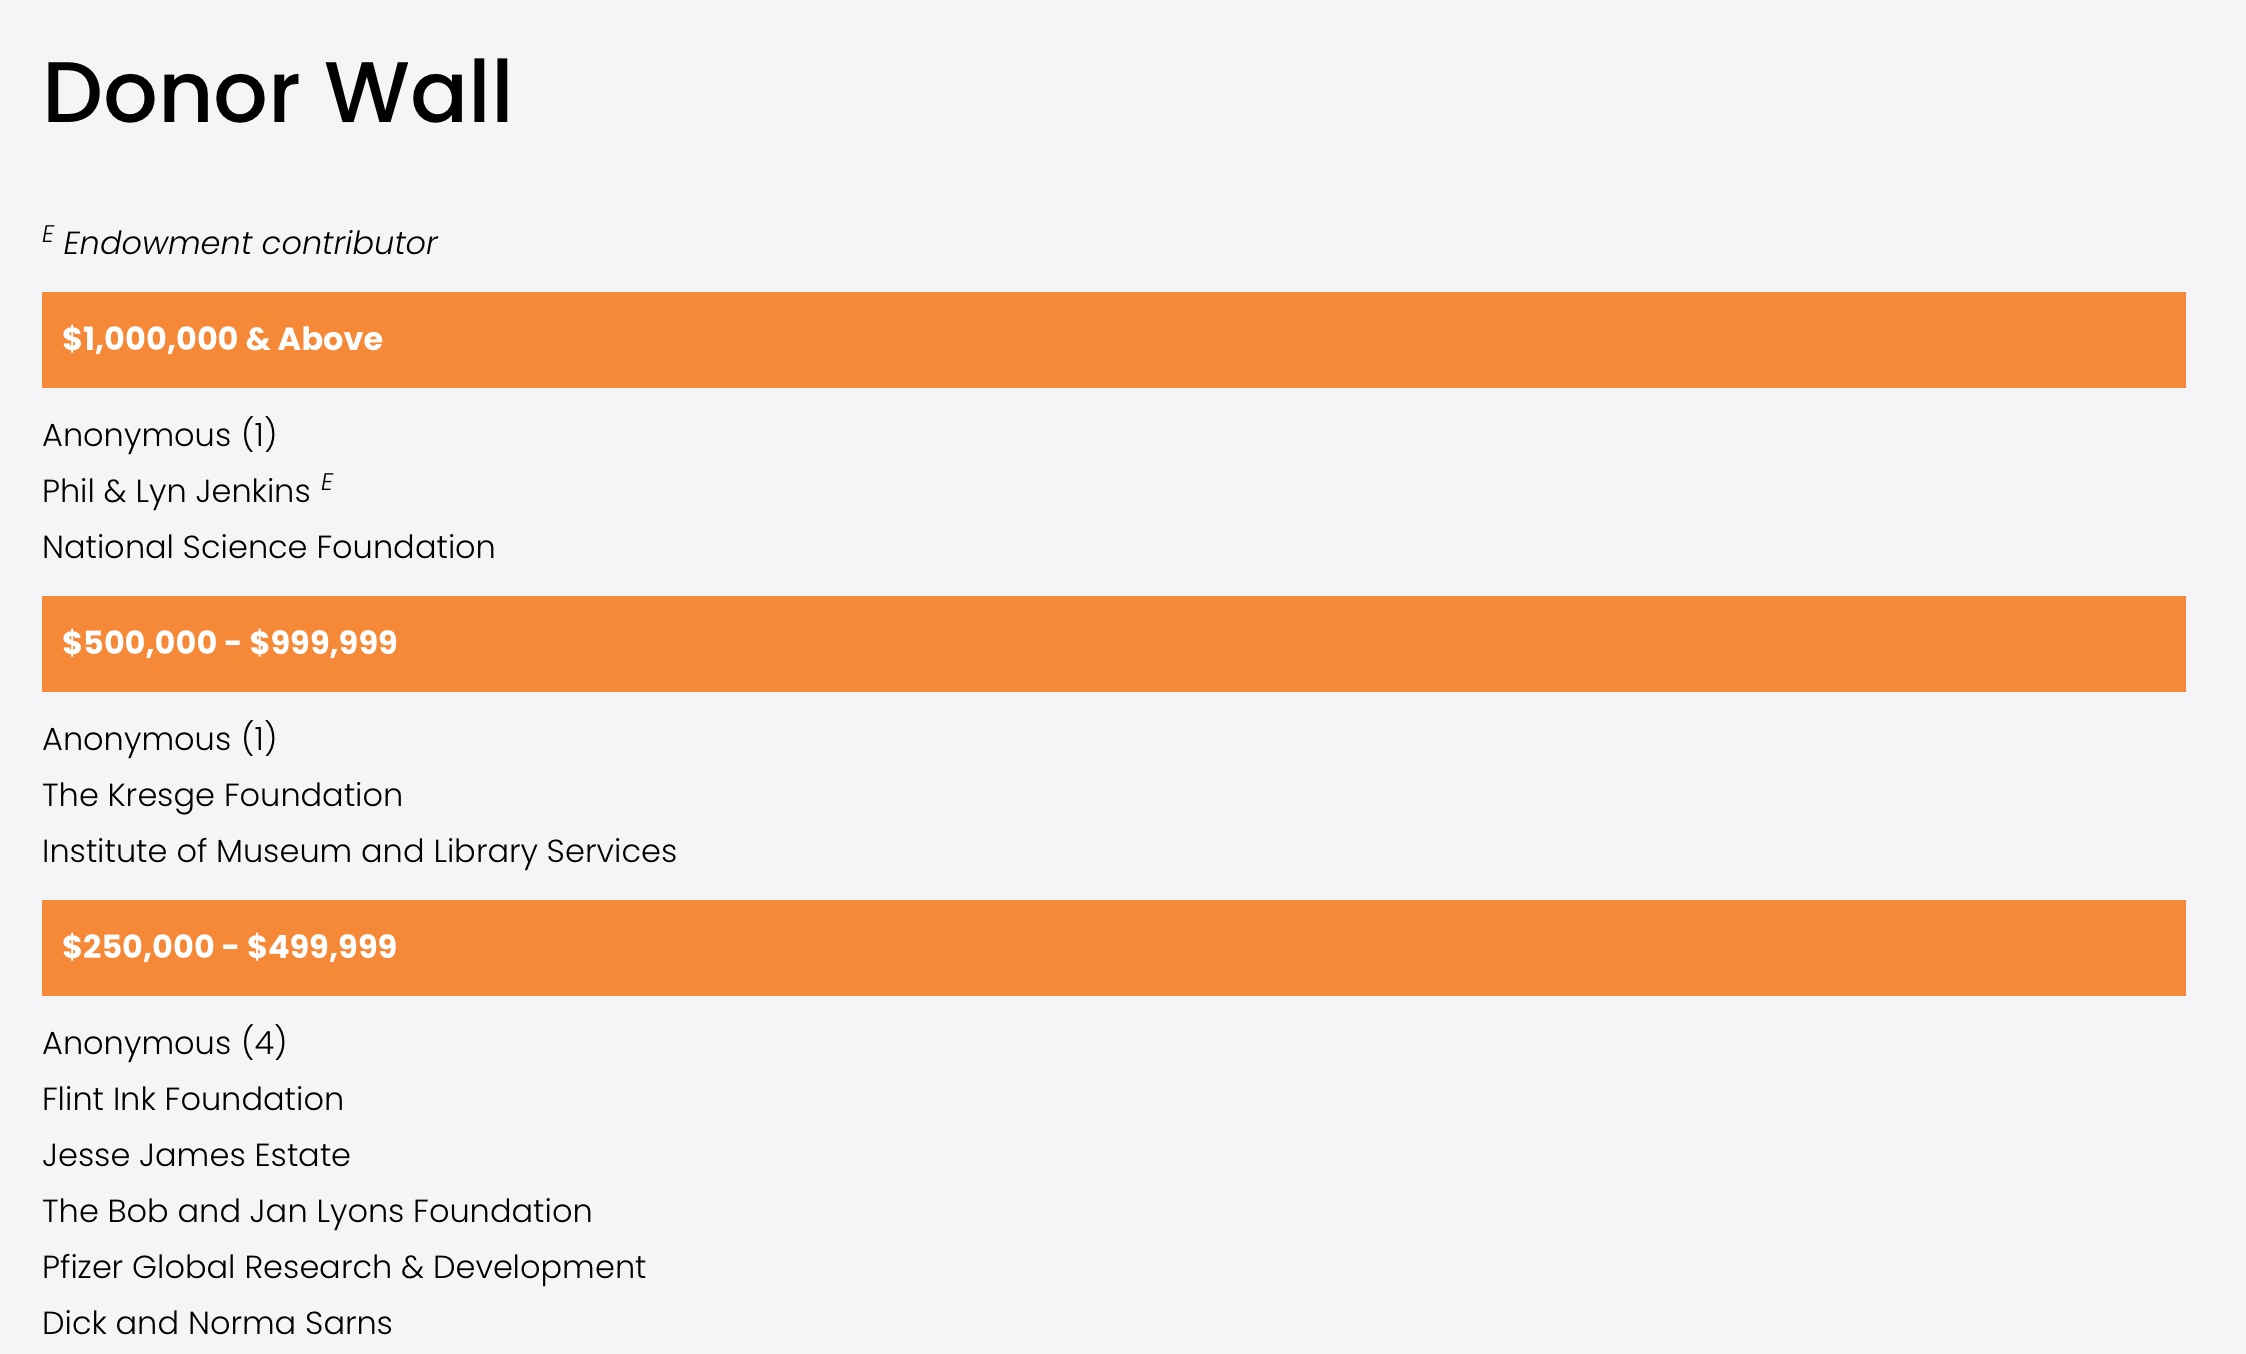 Donor Wall
E Endowment contributor
$1,000,000 & Above
Anonymous (1)
Phil & Lyn Jenkins E
National Science Foundation
$500,000 - $999,999
Anonymous (1)
The Kresge Foundation
Institute of Museum and Library Services
$250,000 - $499,999
Anonymous (4)
Flint Ink Foundation
Jesse James Estate
The Bob and Jan Lyons Foundation
Pfizer Global Research & Development
Dick and Norma Sarns